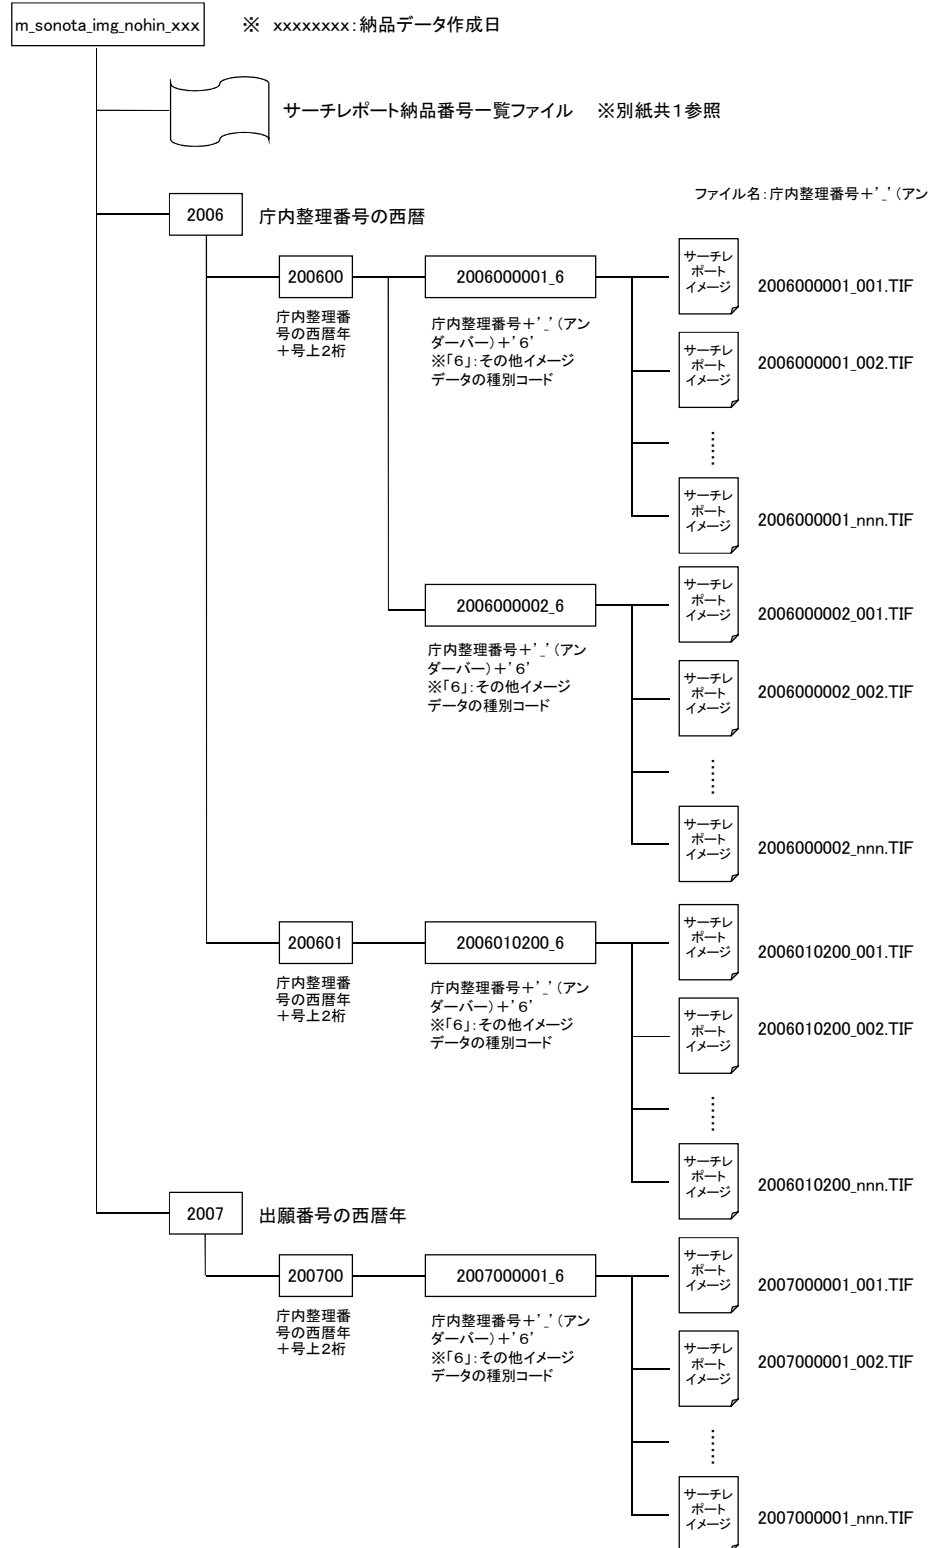 m_sonota_img_nohin_xxx
※ xxxxxxxx:納品データ作成日
サーチレポート納品番号一覧ファイル ※別紙共1参照
ファイル名:庁内整理番号+'_'(アン
2006
庁内整理番号の西暦
200600
庁内整理番
号の西暦年
+号上2桁
2006000001_6
庁内整理番号+'_'(アン
ダーバー)+'6'
※「6」:その他イメージ
データの種別コード
サーチレ
ポート
イメージ
2006000001_001.TIF
サーチレ
ポート
イメージ
2006000001_002.TIF
サーチレ
ポート
イメージ
2006000001_nnn.TIF
2006000002_6
庁内整理番号+'_'(アン
ダーバー)+'6'
※「6」:その他イメージ
データの種別コード
サーチレ
ポート
イメージ
2006000002_001.TIF
サーチレ
ポート
イメージ
2006000002_002.TIF
サーチレ
ポート
イメージ
2006000002_nnn.TIF
200601
庁内整理番
号の西暦年
+号上2桁
2006010200_6
庁内整理番号+'_'(アン
ダーバー)+'6'
※「6」:その他イメージ
データの種別コード
サーチレ
ポート
イメージ
2006010200_001.TIF
サーチレ
ポート
イメージ
2006010200_002.TIF
サーチレ
ポート
イメージ
2006010200_nnn.TIF
2007
出願番号の西暦年
200700
庁内整理番
号の西暦年
+号上2桁
2007000001_6
庁内整理番号+'_'(アン
ダーバー)+'6'
※「6」:その他イメージ
データの種別コード
サーチレ
ポート
イメージ
2007000001_001.TIF
サーチレ
ポート
イメージ
2007000001_002.TIF
サーチレ
ポート
イメージ
2007000001_nnn.TIF